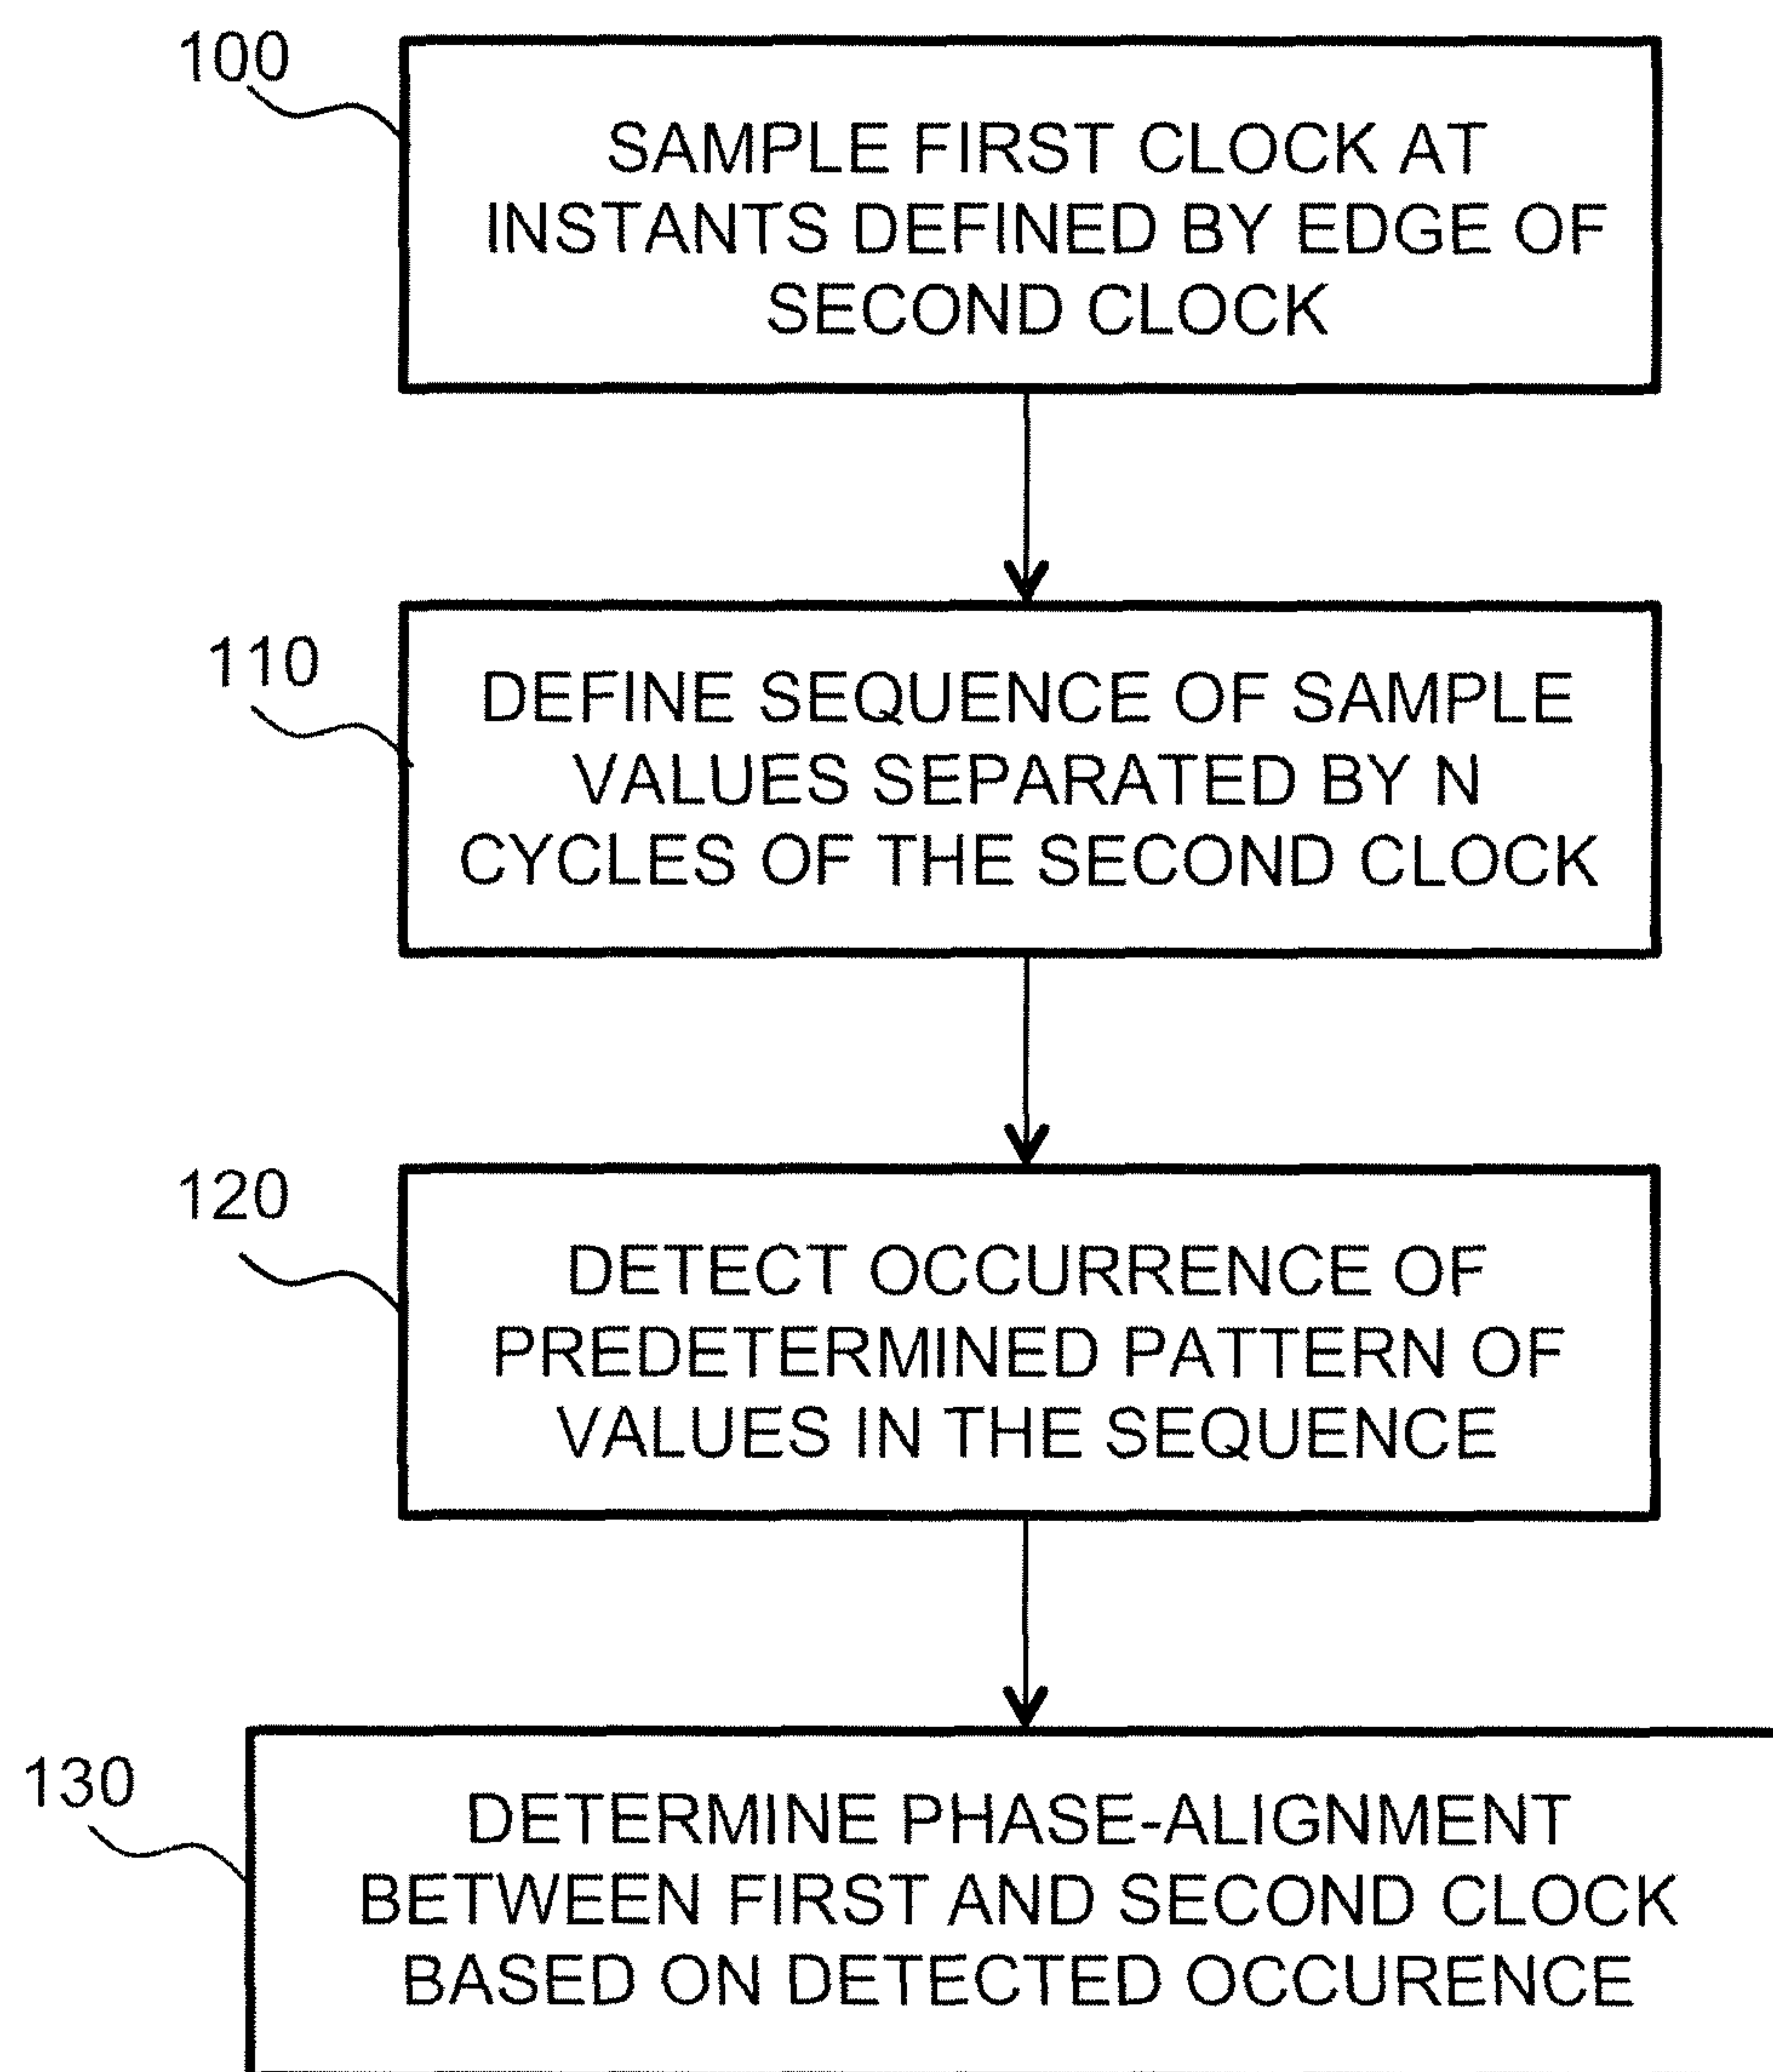 100
SAMPLE FIRST CLOCK AT
INSTANTS DEFINED BY EDGE OF
SECOND CLOCK
110
DEFINE SEQUENCE OF SAMPLE
VALUES SEPARATED BY N
CYCLES OF THE SECOND CLOCK
120
DETECT OCCURRENCE OF
PREDETERMINED PATTERN OF
VALUES IN THE SEQUENCE
130
DETERMINE PHASE-ALIGNMENT
BETWEEN FIRST AND SECOND CLOCK
BASED ON DETECTED OCCURENCE